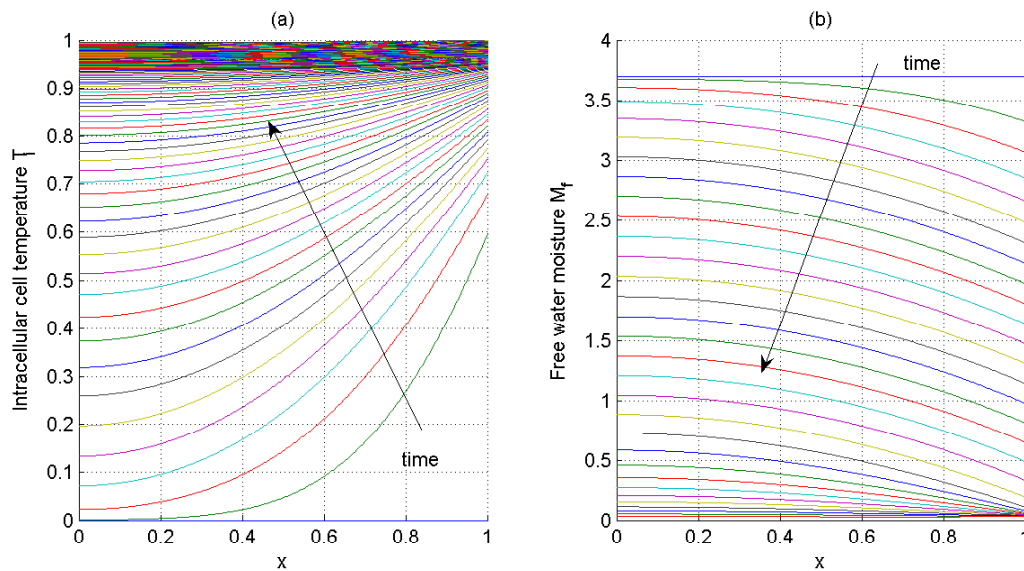 (a)
Intracellular cell temperature T_i
1
0.9
0.8
0.7
0.6
0.5
0.4
0.3
0.2
0.1
0
time
0 0.2 0.4 0.6 0.8 1
x
(b)
Free water moisture M_f
4
3.5
3
2.5
2
1.5
1
0.5
0
time
0 0.2 0.4 0.6 0.8 1
x